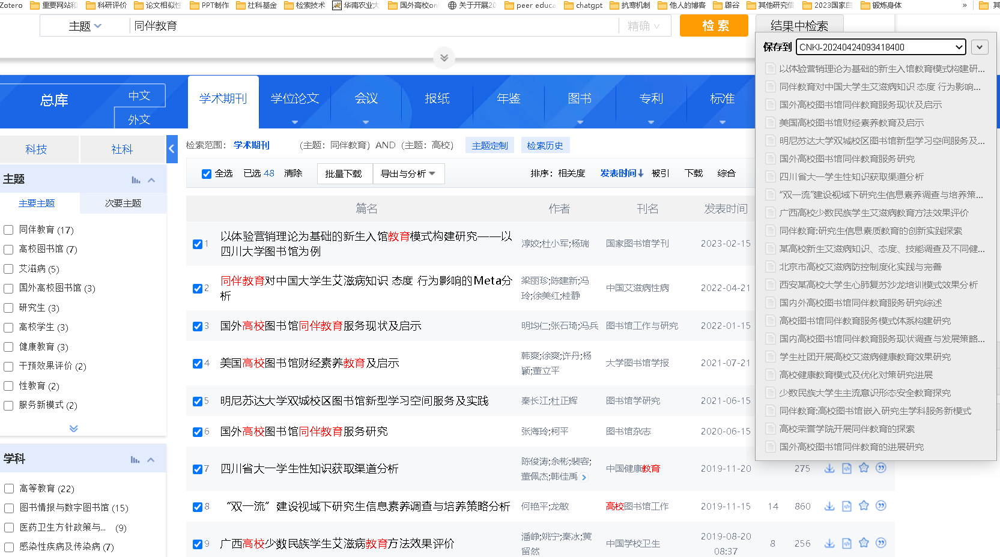 Zotero 重要网站和 科研评价 论文相似性 PPT制作 社科基金 检索技术 华南农业大 国外高校on 关于开展20 peer educa chatgpt 抗寒机制 他人的博客 辟谷 其他研究信 2023国家自 锻炼身体 »
主题 同伴教育 精确 检 索 结果中检索
保存到 CNKI-20240424093418400
以体验营销理论为基础的新生入馆教育模式构建研...
同伴教育对中国大学生艾滋病知识 态度 行为影响...
国外高校图书馆同伴教育服务现状及启示
美国高校图书馆财经素养教育及启示
明尼苏达大学双城校区图书馆新型学习空间服务及...
国外高校图书馆同伴教育服务研究
四川省大一学生性知识获取渠道分析
“双一流”建设视域下研究生信息素养调查与培养策...
广西高校少数民族学生艾滋病教育方法效果评价
同伴教育:研究生信息素质教育的创新实践探索
某高校新生艾滋病知识、态度、技能调查及不同健...
北京市高校艾滋病防控制度化实践与完善
西安某高校大学生心肺复苏沙龙培训模式效果分析
国内外高校图书馆同伴教育服务研究综述
高校图书馆同伴教育服务模式体系构建研究
国内高校图书馆同伴教育服务现状调查与发展策略...
学生社团开展高校艾滋病健康教育效果研究
高校健康教育模式及优化对策研究进展
少数民族大学生主流意识形态安全教育探究
同伴教育:高校图书馆嵌入研究生学科服务新模式
高校荣誉学院开展同伴教育的探索
国外高校图书馆同伴教育的进展研究
总库 中文 外文 学术期刊 学位论文 会议 报纸 年鉴 图书 专利 标准
科技 社科
检索范围： 学术期刊 （主题：同伴教育）AND（主题：高校） 主题定制 检索历史
全选 已选 48 清除 批量下载 导出与分析 排序： 相关度 发表时间↓ 被引 下载 综合
主题
主要主题 次要主题
同伴教育 (17)
高校图书馆 (7)
艾滋病 (5)
国外高校图书馆 (3)
研究生 (3)
高校学生 (3)
健康教育 (3)
干预效果评价 (2)
性教育 (2)
服务新模式 (2)
学科
高等教育 (22)
图书情报与数字图书馆 (15)
医药卫生方针政策与... (9)
感染性疾病及传染病 (7)
篇名 作者 刊名 发表时间
1 以体验营销理论为基础的新生入馆教育模式构建研究——以
四川大学图书馆为例 淳姣;杜小军;杨瑞 国家图书馆学刊 2023-02-15
2 同伴教育对中国大学生艾滋病知识 态度 行为影响的Meta分
析 梁丽珍;陈建新;冯
玲;徐美红;桂静 中国艾滋病性病 2022-04-21
3 国外高校图书馆同伴教育服务现状及启示 明均仁;张石琦;冯兵 图书馆工作与研究 2022-01-15
4 美国高校图书馆财经素养教育及启示 韩爽;徐爽;许丹;杨
颖;董立平 大学图书馆学报 2021-07-21
5 明尼苏达大学双城校区图书馆新型学习空间服务及实践 秦长江;杜正辉 图书馆学研究 2021-06-15
6 国外高校图书馆同伴教育服务研究 张海玲;柯平 图书馆杂志 2020-06-15
7 四川省大一学生性知识获取渠道分析 陈俊涛;余彬;裴容;
董佩杰;韩佳禹 中国健康教育 2019-11-20 275
8 “双一流”建设视域下研究生信息素养调查与培养策略分析 何艳平;龙敏 高校图书馆工作 2019-11-15 14 860
9 广西高校少数民族学生艾滋病教育方法效果评价 潘峥;姚宁;秦冰;黄
留然 中国学校卫生 2019-08-20
08:37 8 256